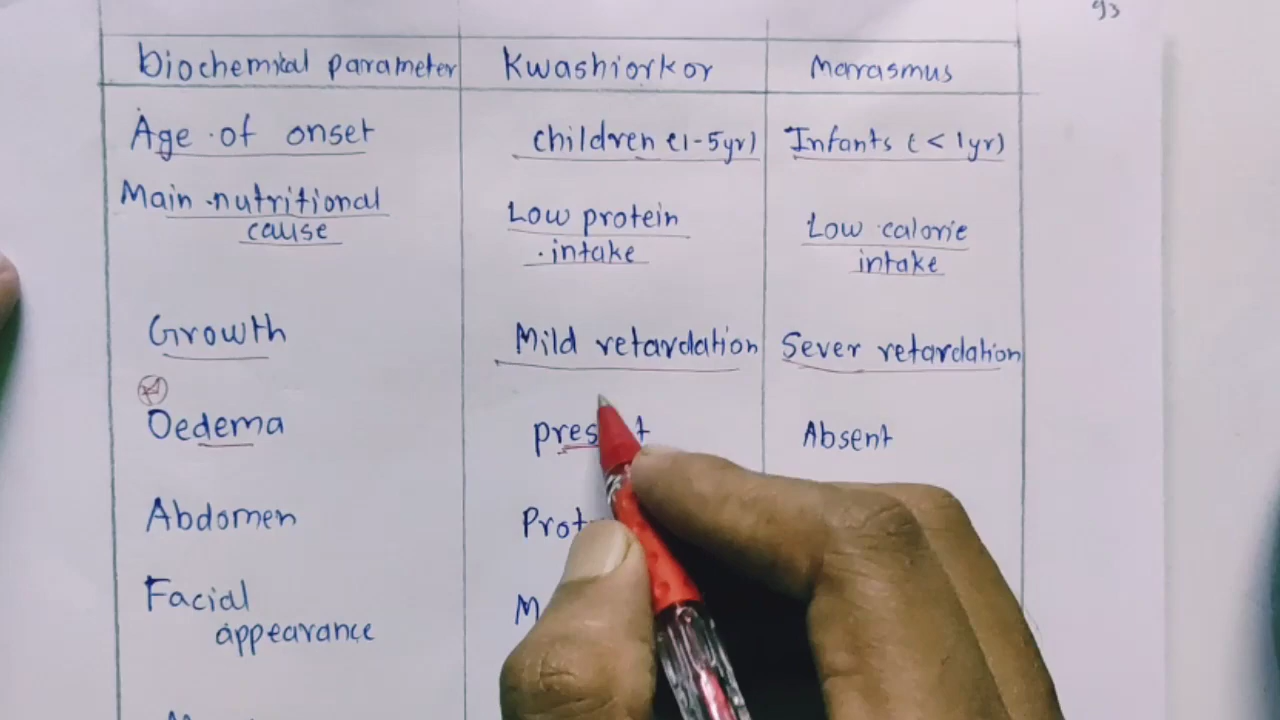 93
biochemical parameter Kwashiorkor Marasmus
Age of onset children (1-5yr) Infants (<1yr)
Main nutritional cause Low protein intake Low calorie intake
Growth Mild retardation Sever retardation
Oedema Absent
Abdomen
Facial appearance